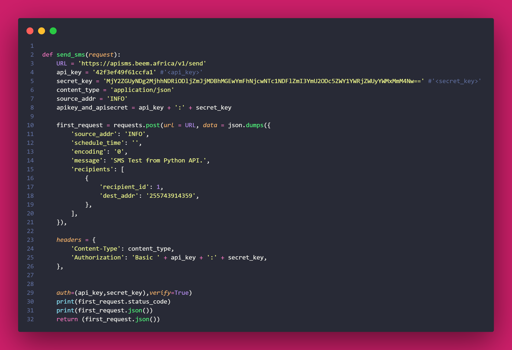 1
2 def send_sms(request):
3 URL = 'https://apisms.beem.africa/v1/send'
4 api_key = '42f3ef49f61ccfa1' #'<api_key>'
5 secret_key = #'<secret_key>'
6 content_type = 'application/json'
7 source_addr = 'INFO'
8 apikey_and_apisecret = api_key + ':' + secret_key
9
10 first_request = requests.post(url = URL, data = json.dumps({
11 'source_addr': 'INFO',
12 'schedule_time': '',
13 'encoding': '0',
14 'message': 'SMS Test from Python API.',
15 'recipients': [
16 {
17 'recipient_id': 1,
18 'dest_addr': '255743914359',
19 },
20 ],
21 }),
22
23 headers = {
24 'Content-Type': content_type,
25 'Authorization': 'Basic ' + api_key + ':' + secret_key,
26 },
27
28
29 auth=(api_key,secret_key),verify=True)
30 print(first_request.status_code)
31 print(first_request.json())
32 return (first_request.json())